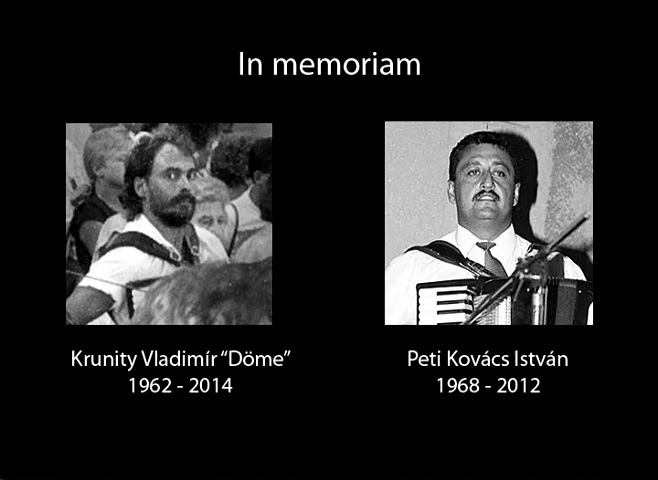 In memoriam
Krunity Vladimír “Döme”
1962 - 2014
Peti Kovács István
1968 - 2012